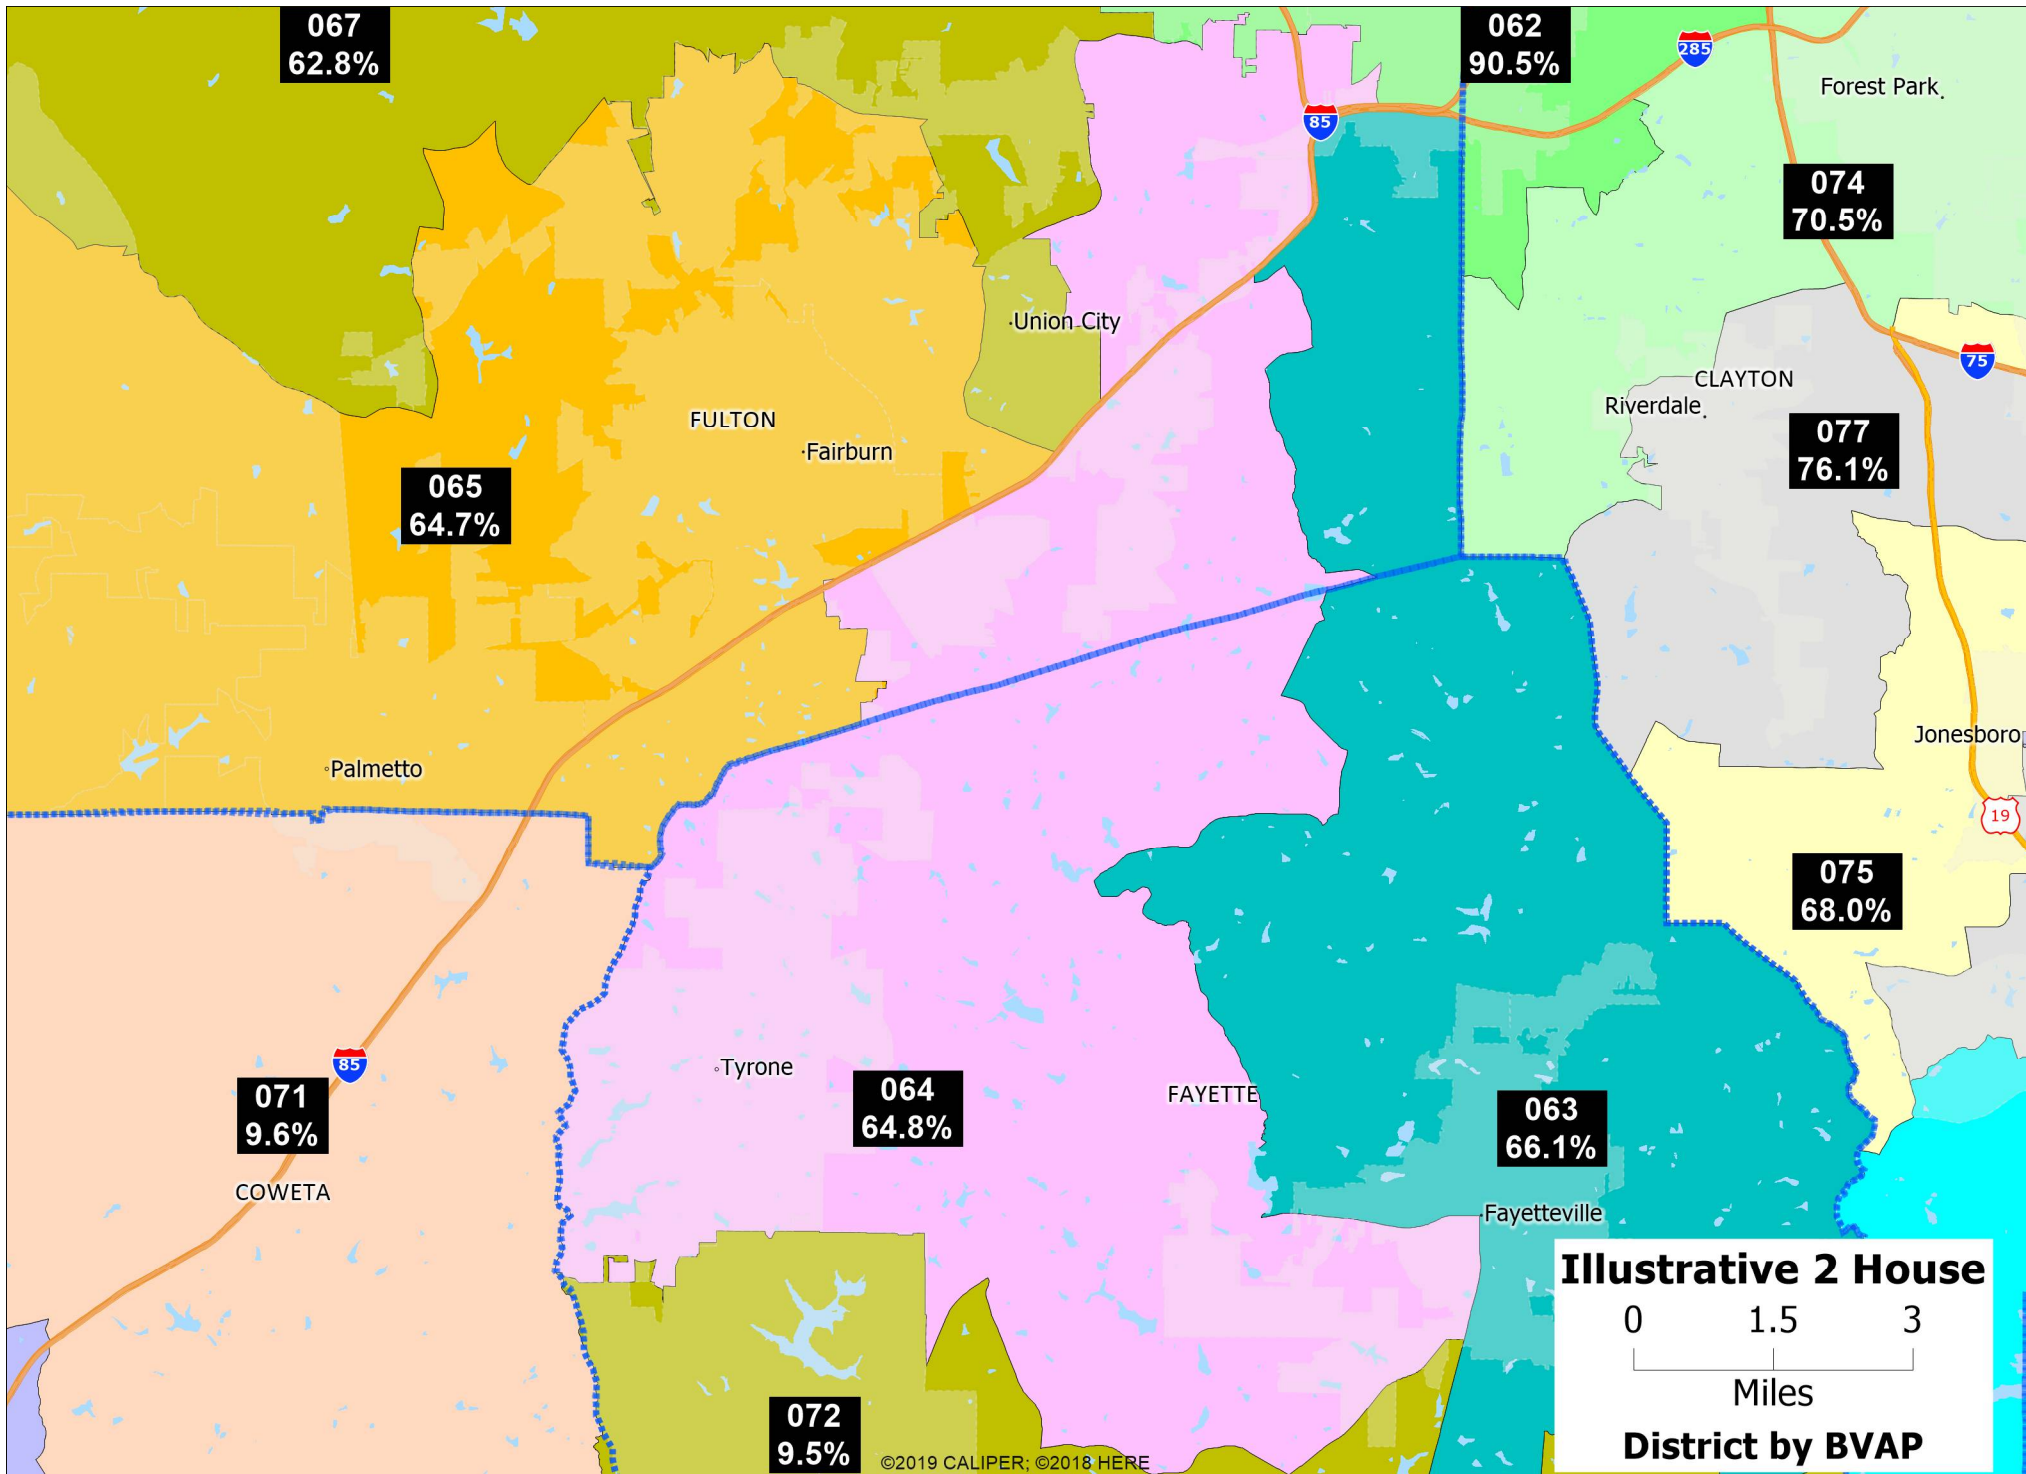 067
62.8%
062
90.5%
285
Forest Park
85
074
70.5%
Union City
75
CLAYTON
Riverdale
FULTON
Fairburn
077
76.1%
065
64.7%
Jonesboro
Palmetto
19
075
68.0%
85
Tyrone
071
9.6%
064
64.8%
FAYETTE
063
66.1%
COWETA
Fayetteville
Illustrative 2 House
0 1.5 3
Miles
District by BVAP
072
9.5%
©2019 CALIPER; ©2018 HERE